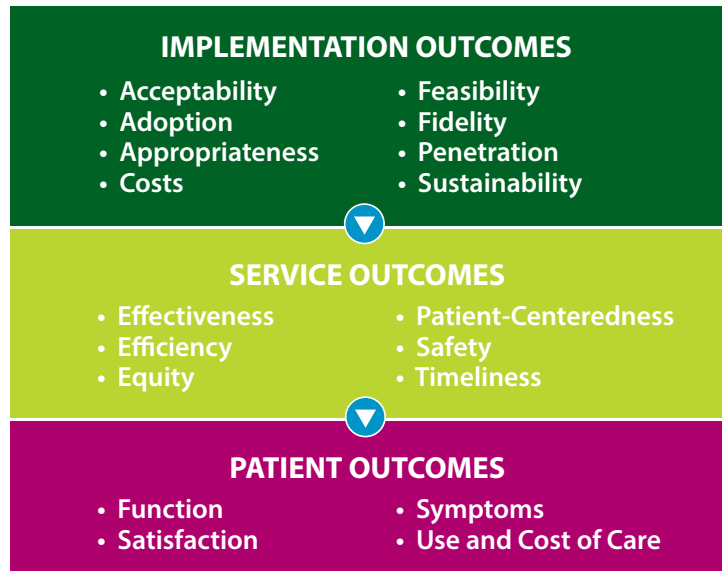 IMPLEMENTATION OUTCOMES
• Acceptability
• Adoption
• Appropriateness
• Costs
• Feasibility
• Fidelity
• Penetration
• Sustainability
SERVICE OUTCOMES
• Effectiveness
• Efficiency
• Equity
• Patient-Centeredness
• Safety
• Timeliness
PATIENT OUTCOMES
• Function
• Satisfaction
• Symptoms
• Use and Cost of Care